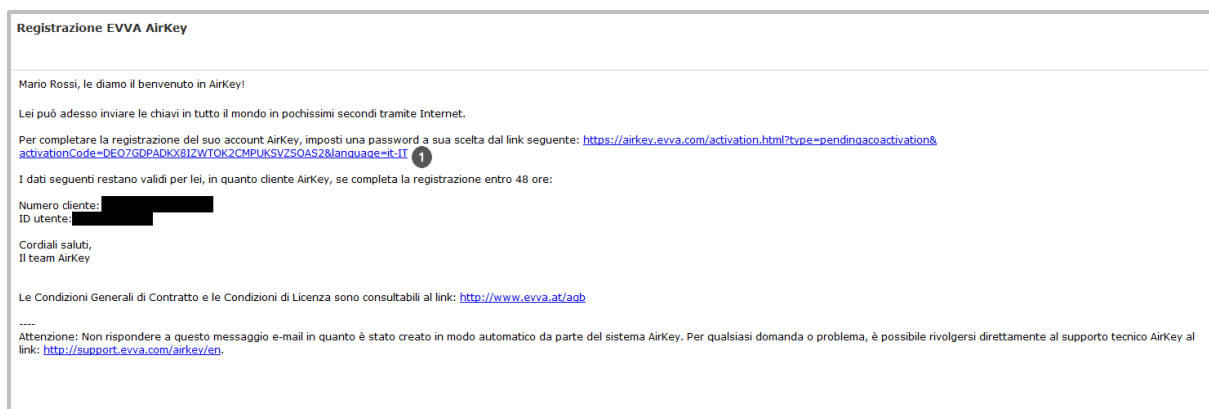 Registrazione EVVA AirKey
Mario Rossi, le diamo il benvenuto in AirKey!
Lei può adesso inviare le chiavi in tutto il mondo in pochissimi secondi tramite Internet.
Per completare la registrazione del suo account AirKey, imposti una password a sua scelta dal link seguente: https://airkey.evva.com/activation.html?type=pendingacoactivation&
activationCode=DEO7GDPADKX8IZWTOK2CMPUKSVZSOAS2&language=it-IT 1
I dati seguenti restano validi per lei, in quanto cliente AirKey, se completa la registrazione entro 48 ore:
Numero cliente:
ID utente:
Cordiali saluti,
Il team AirKey
Le Condizioni Generali di Contratto e le Condizioni di Licenza sono consultabili al link: http://www.evva.at/agb
----
Attenzione: Non rispondere a questo messaggio e-mail in quanto è stato creato in modo automatico da parte del sistema AirKey. Per qualsiasi domanda o problema, è possibile rivolgersi direttamente al supporto tecnico AirKey al
link: http://support.evva.com/airkey/en.